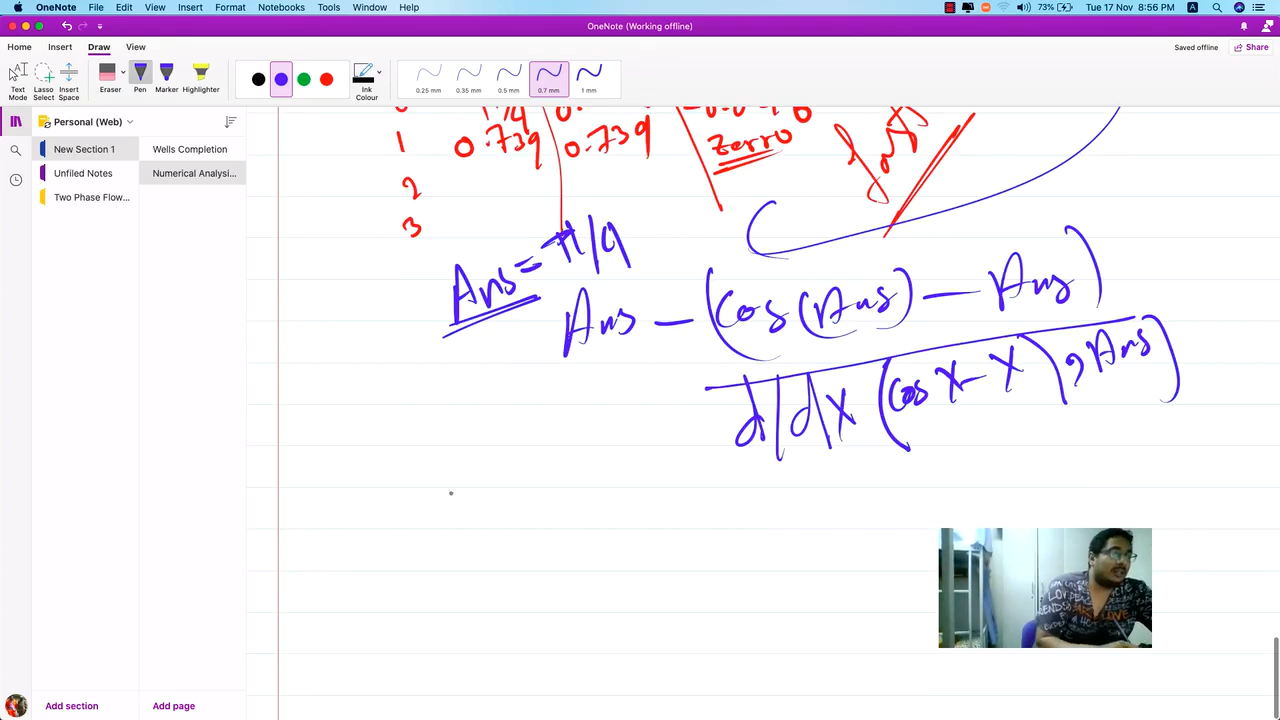 OneNote File Edit View Insert Format Notebooks Tools Window Help 73% Tue 17 Nov 8:56 PM
OneNote (Working offline)
Home Insert Draw View Saved offline Share
Text Mode Lasso Select Insert Space Eraser Pen Marker Highlighter Ink Colour 0.25 mm 0.35 mm 0.5 mm 0.7 mm 1 mm
Personal (Web)
New Section 1
Unfiled Notes
Two Phase Flow...
Wells Completion
Numerical Analysi...
1 0.739 0.739 Zerro
2
3
Ans = π/4
Ans - (Cos(Ans) - Ans)
d/dx (Cos x - x), Ans)
Add section Add page